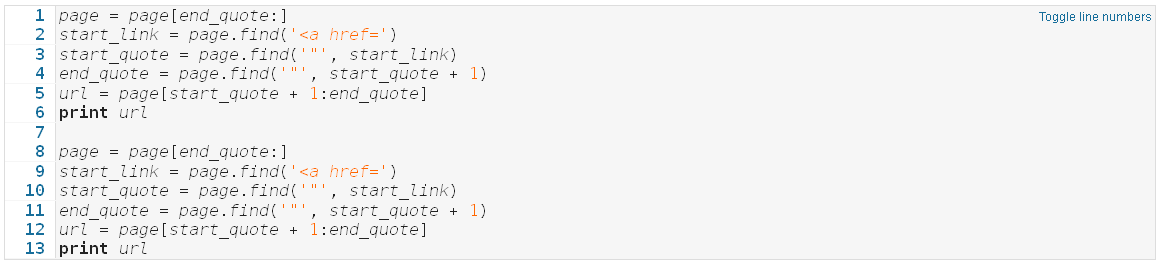 1 page = page[end_quote:] Toggle line numbers
2 start_link = page.find('<a href=')
3 start_quote = page.find('"', start_link)
4 end_quote = page.find('"', start_quote + 1)
5 url = page[start_quote + 1:end_quote]
6 print url
7
8 page = page[end_quote:]
9 start_link = page.find('<a href=')
10 start_quote = page.find('"', start_link)
11 end_quote = page.find('"', start_quote + 1)
12 url = page[start_quote + 1:end_quote]
13 print url